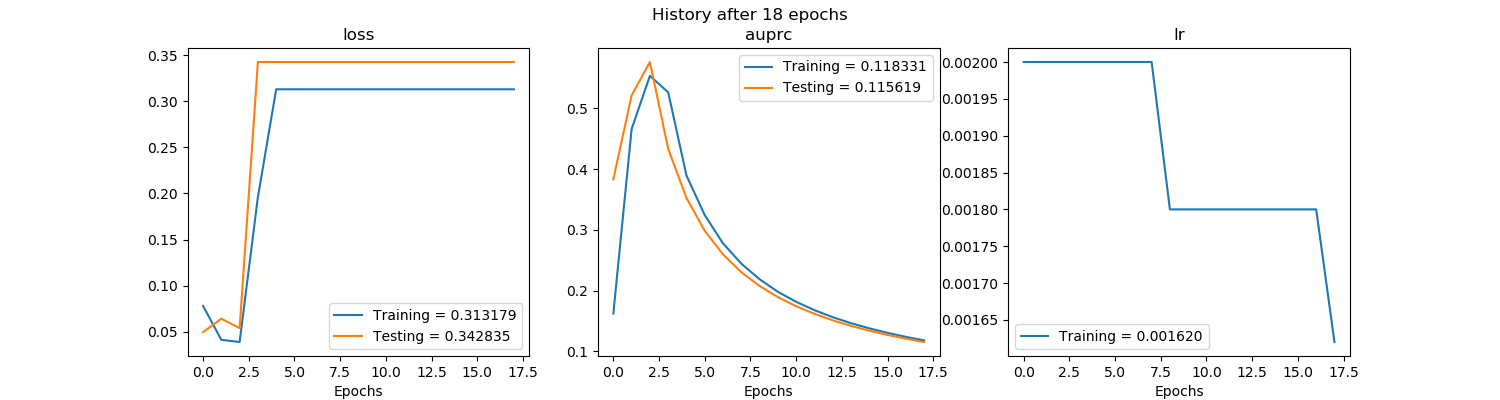 History after 18 epochs
loss
0.35
0.30
0.25
0.20
0.15
0.10
0.05
Training = 0.313179
Testing = 0.342835
0.0 2.5 5.0 7.5 10.0 12.5 15.0 17.5
Epochs
auprc
0.5
0.4
0.3
0.2
0.1
Training = 0.118331
Testing = 0.115619
0.0 2.5 5.0 7.5 10.0 12.5 15.0 17.5
Epochs
lr
0.00200
0.00195
0.00190
0.00185
0.00180
0.00175
0.00170
0.00165
Training = 0.001620
0.0 2.5 5.0 7.5 10.0 12.5 15.0 17.5
Epochs